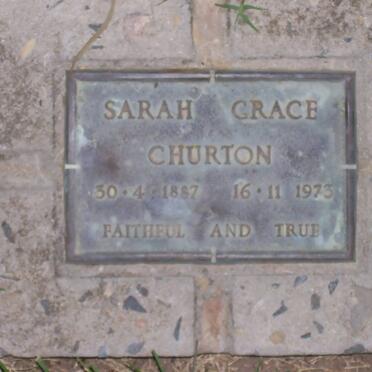 SARAH GRACE
CHURTON
30·4·1887 16·11 1973
FAITHFUL AND TRUE